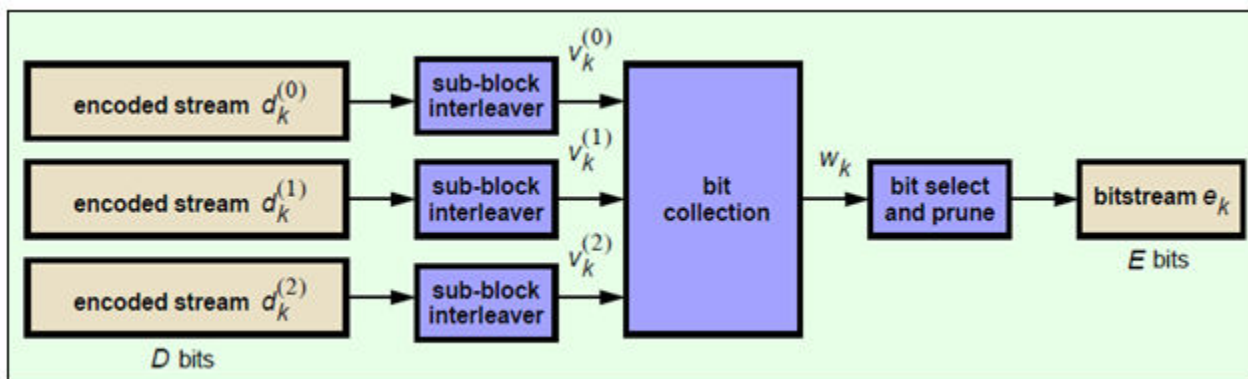 encoded stream d_k^(0)
sub-block
interleaver
v_k^(0)
encoded stream d_k^(1)
sub-block
interleaver
v_k^(1)
encoded stream d_k^(2)
sub-block
interleaver
v_k^(2)
D bits
bit
collection
w_k
bit select
and prune
bitstream e_k
E bits